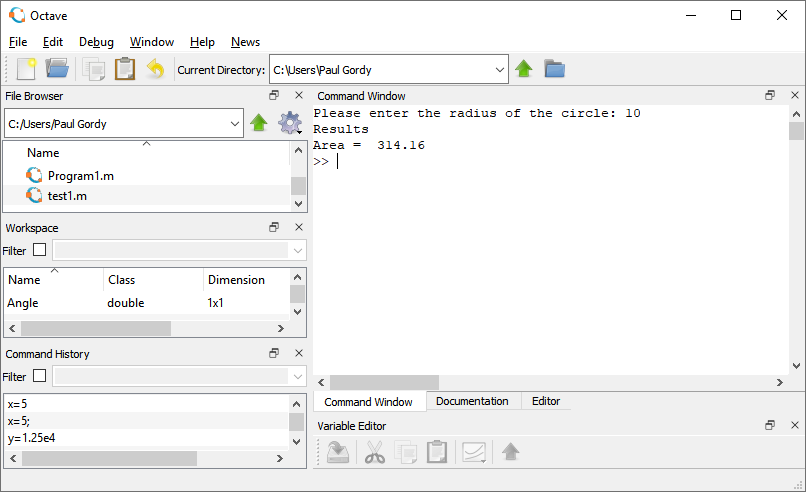 Octave
File Edit Debug Window Help News
Current Directory: C:\Users\Paul Gordy
File Browser
C:/Users/Paul Gordy
Name
Program1.m
test1.m
Workspace
Filter
Name Class Dimension
Angle double 1x1
Command History
Filter
x=5
x=5;
y=1.25e4
Command Window
Please enter the radius of the circle: 10
Results
Area =  314.16
>>
Command Window Documentation Editor
Variable Editor